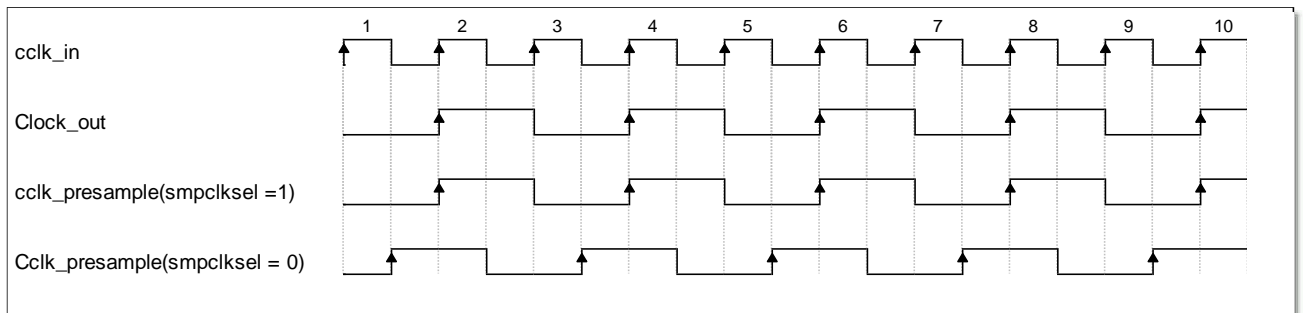 1 2 3 4 5 6 7 8 9 10
cclk_in
Clock_out
cclk_presample(smpclksel =1)
Cclk_presample(smpclksel = 0)